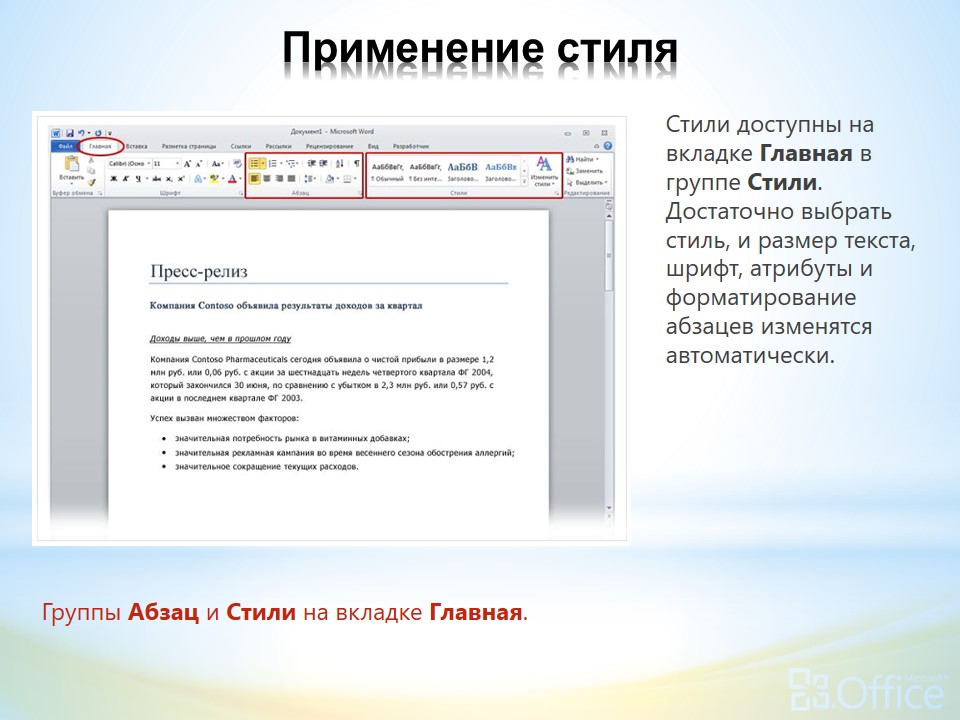 Применение стиля
Документ1 - Microsoft Word
Файл Главная Вставка Разметка страницы Ссылки Рассылки Рецензирование Вид Разработчик
Вставить
Calibri (Осно 11
АаБбВвГг, АаБбВвГг, АаБбВ АаБбВв
¶ Обычный ¶ Без инте... Заголово... Заголово...
Изменить стили
Найти
Заменить
Выделить
Буфер обмена Шрифт Абзац Стили Редактирование
Пресс-релиз
Компания Contoso объявила результаты доходов за квартал
Доходы выше, чем в прошлом году
Компания Contoso Pharmaceuticals сегодня объявила о чистой прибыли в размере 1,2
млн руб. или 0,06 руб. с акции за шестнадцать недель четвертого квартала ФГ 2004,
который закончился 30 июня, по сравнению с убытком в 2,3 млн руб. или 0,57 руб. с
акции в последнем квартале ФГ 2003.
Успех вызван множеством факторов:
• значительная потребность рынка в витаминных добавках;
• значительная рекламная кампания во время весеннего сезона обострения аллергий;
• значительное сокращение текущих расходов.
Стили доступны на
вкладке Главная в
группе Стили.
Достаточно выбрать
стиль, и размер текста,
шрифт, атрибуты и
форматирование
абзацев изменятся
автоматически.
Группы Абзац и Стили на вкладке Главная.
Microsoft
Office